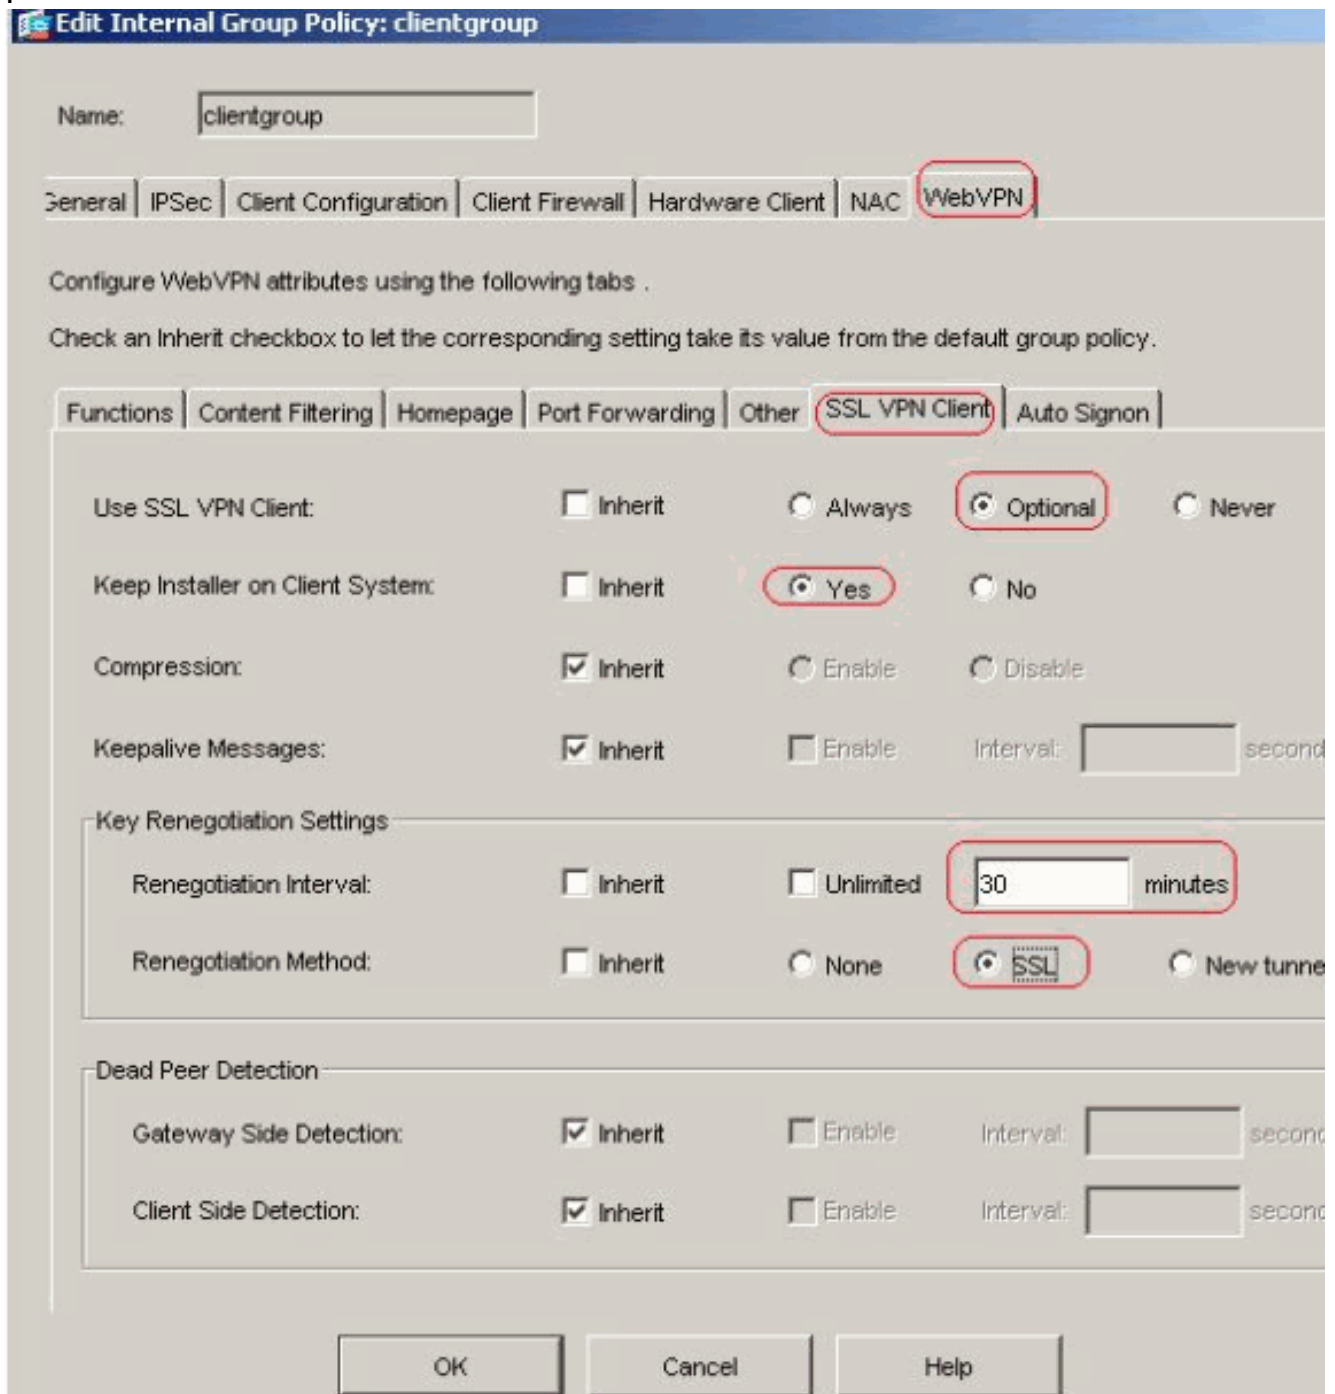 Edit Internal Group Policy: clientgroup
Name: clientgroup
General IPSec Client Configuration Client Firewall Hardware Client NAC WebVPN
Configure WebVPN attributes using the following tabs .
Check an Inherit checkbox to let the corresponding setting take its value from the default group policy.
Functions Content Filtering Homepage Port Forwarding Other SSL VPN Client Auto Signon
Use SSL VPN Client: Inherit Always Optional Never
Keep Installer on Client System: Inherit Yes No
Compression: Inherit Enable Disable
Keepalive Messages: Inherit Enable Interval: second
Key Renegotiation Settings
Renegotiation Interval: Inherit Unlimited 30 minutes
Renegotiation Method: Inherit None SSL New tunne
Dead Peer Detection
Gateway Side Detection: Inherit Enable Interval: second
Client Side Detection: Inherit Enable Interval: second
OK Cancel Help